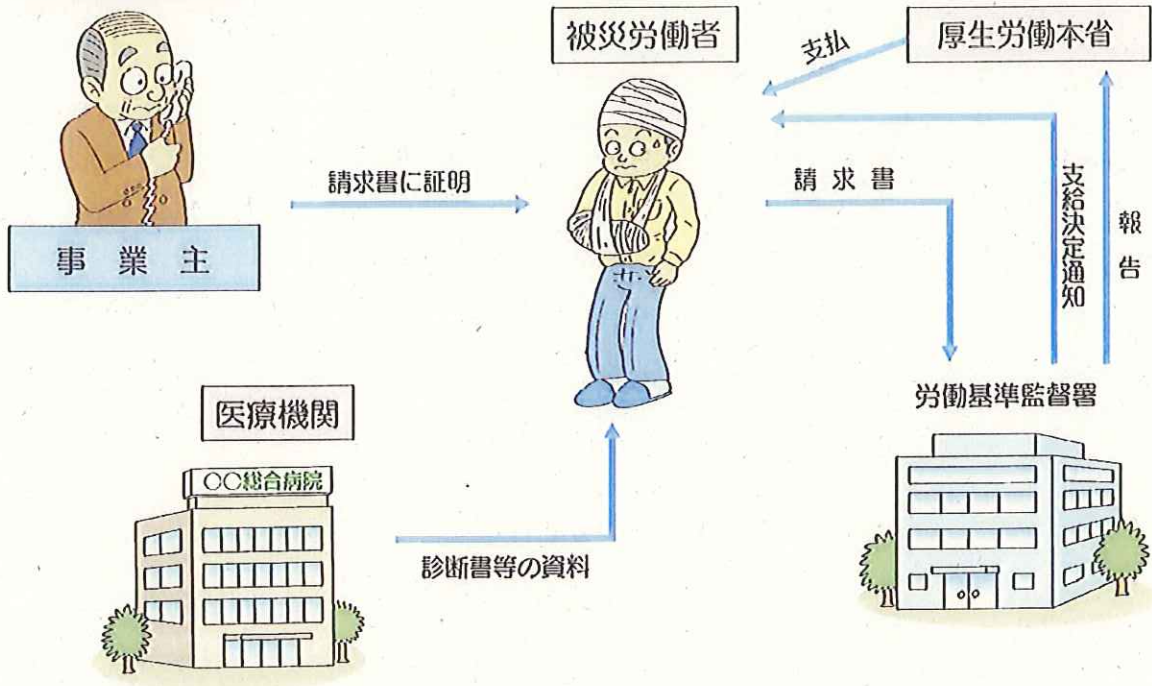 被災労働者
厚生労働本省
支払
請求書に証明
請求書
支給決定通知
報告
事業主
労働基準監督署
医療機関
〇〇総合病院
診断書等の資料